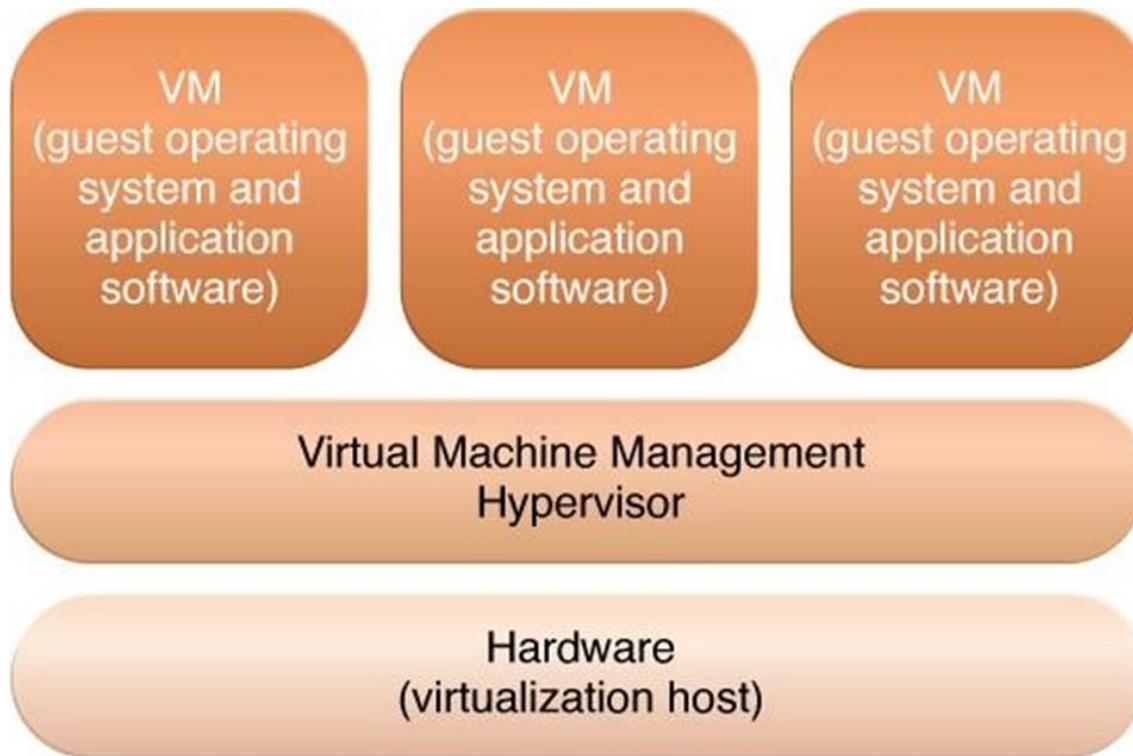 VM
(guest operating
system and
application
software)
VM
(guest operating
system and
application
software)
VM
(guest operating
system and
application
software)
Virtual Machine Management
Hypervisor
Hardware
(virtualization host)